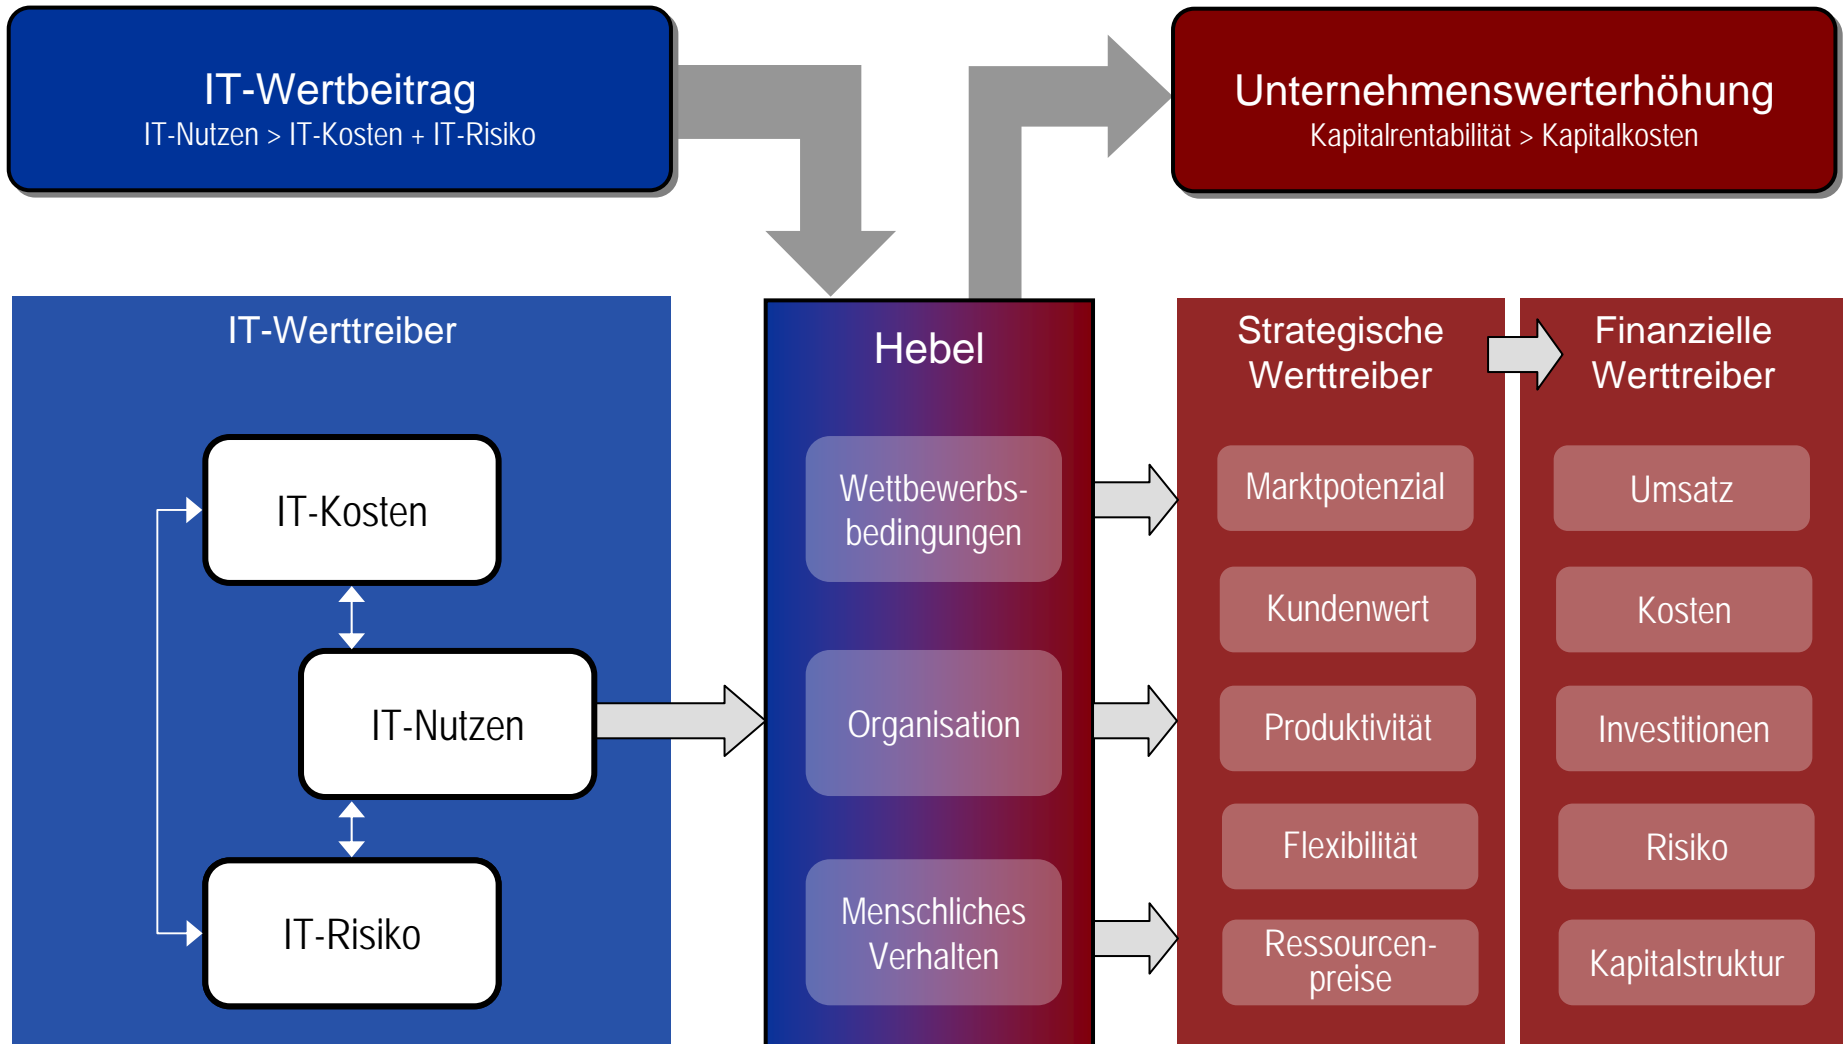 IT-Wertbeitrag
IT-Nutzen > IT-Kosten + IT-Risiko
Unternehmenswerterhöhung
Kapitalrentabilität > Kapitalkosten
IT-Werttreiber
IT-Kosten
IT-Nutzen
IT-Risiko
Hebel
Wettbewerbs-
bedingungen
Organisation
Menschliches
Verhalten
Strategische
Werttreiber
Marktpotenzial
Kundenwert
Produktivität
Flexibilität
Ressourcen-
preise
Finanzielle
Werttreiber
Umsatz
Kosten
Investitionen
Risiko
Kapitalstruktur